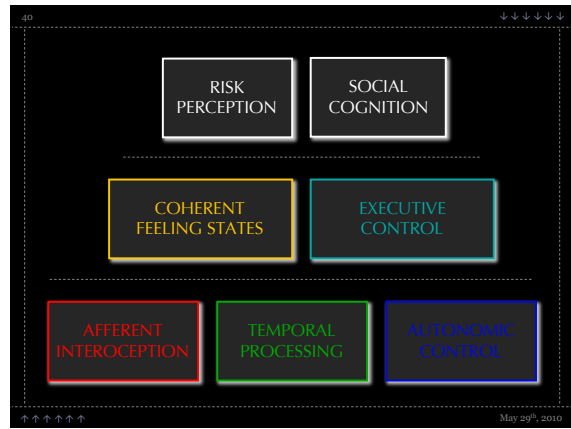 40
↓↓↓↓↓↓
RISK
PERCEPTION
SOCIAL
COGNITION
COHERENT
FEELING STATES
EXECUTIVE
CONTROL
AFFERENT
INTEROCEPTION
TEMPORAL
PROCESSING
AUTONOMIC
CONTROL
↑↑↑↑↑↑
May 29th, 2010